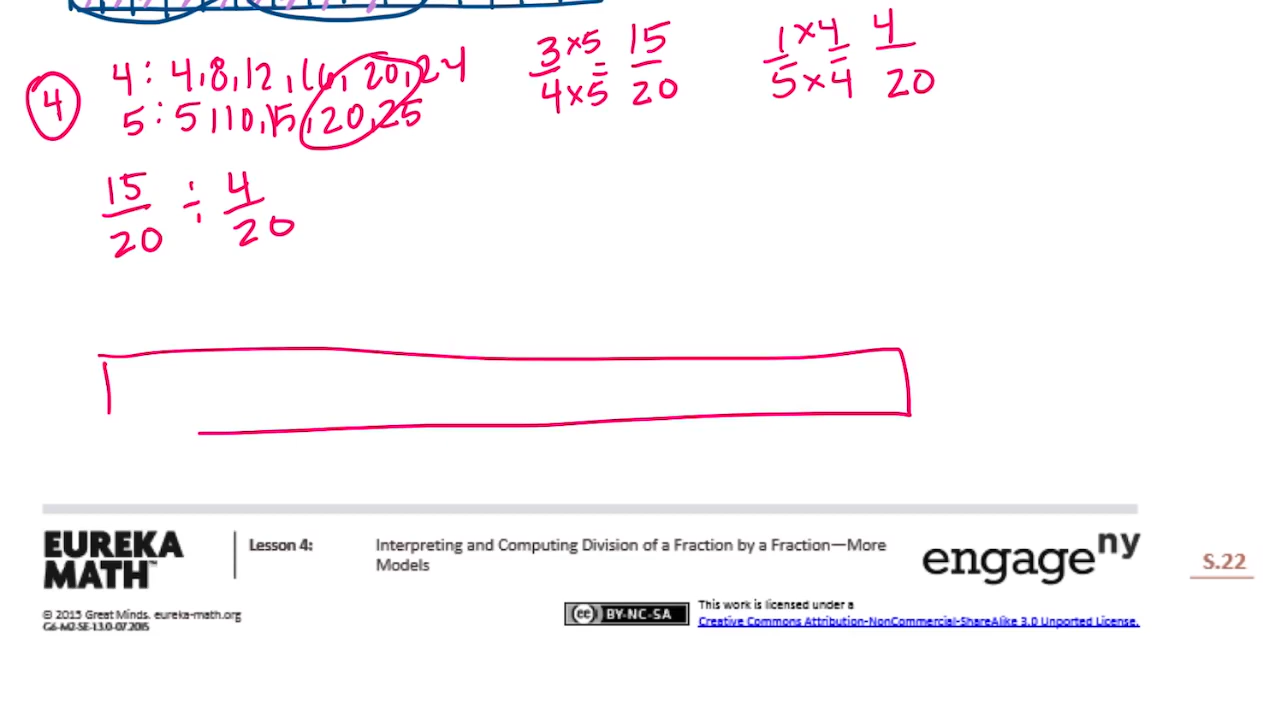 ④ 4: 4, 8, 12, 16, 20, 24
5: 5, 10, 15, 20, 25
3/4 ×5/×5 = 15/20
1/5 ×4/×4 = 4/20
15/20 ÷ 4/20
EUREKA MATH™
Lesson 4:
Interpreting and Computing Division of a Fraction by a Fraction—More
Models
engageny
S.22
© 2015 Great Minds. eureka-math.org
G6-M2-SE-1.3.0-07.2015
(cc) BY-NC-SA
This work is licensed under a
Creative Commons Attribution-NonCommercial-ShareAlike 3.0 Unported License.